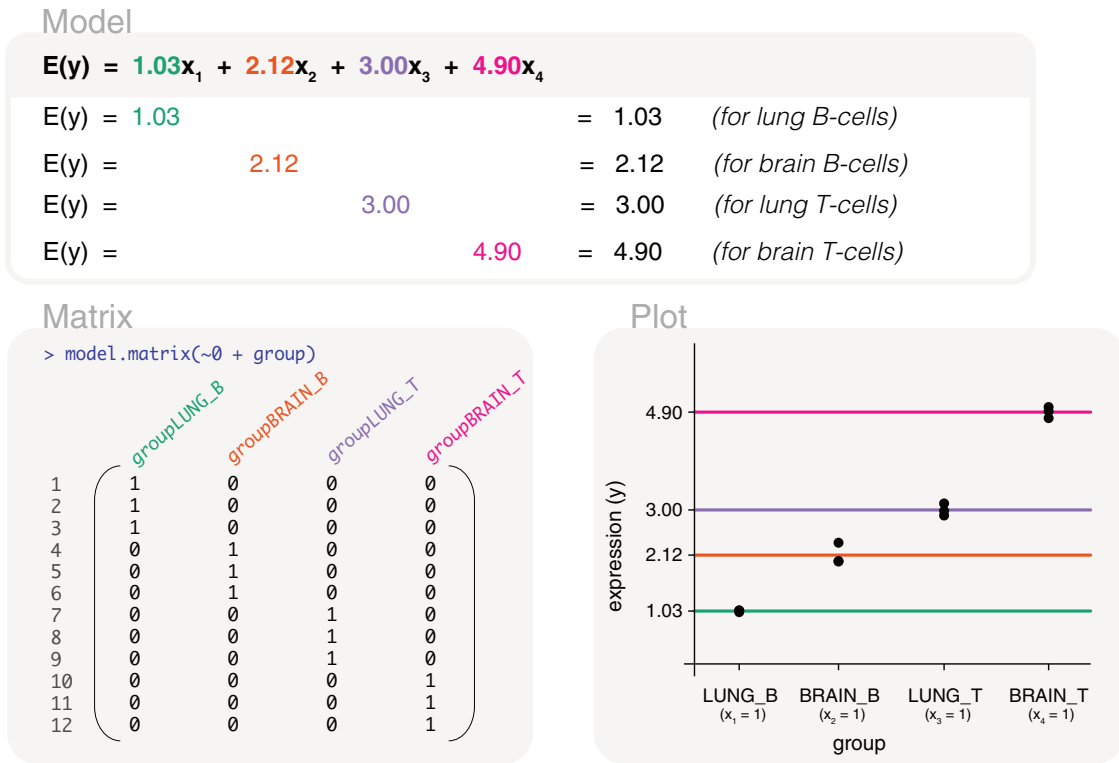 Model
E(y) = 1.03x₁ + 2.12x₂ + 3.00x₃ + 4.90x₄
E(y) = 1.03 = 1.03 (for lung B-cells)
E(y) = 2.12 = 2.12 (for brain B-cells)
E(y) = 3.00 = 3.00 (for lung T-cells)
E(y) = 4.90 = 4.90 (for brain T-cells)
Matrix
> model.matrix(~0 + group)
groupLUNG_B groupBRAIN_B groupLUNG_T groupBRAIN_T
1 1 0 0 0
2 1 0 0 0
3 1 0 0 0
4 0 1 0 0
5 0 1 0 0
6 0 1 0 0
7 0 0 1 0
8 0 0 1 0
9 0 0 1 0
10 0 0 0 1
11 0 0 0 1
12 0 0 0 1
Plot
expression (y)
4.90
3.00
2.12
1.03
LUNG_B BRAIN_B LUNG_T BRAIN_T
(x₁ = 1) (x₂ = 1) (x₃ = 1) (x₄ = 1)
group